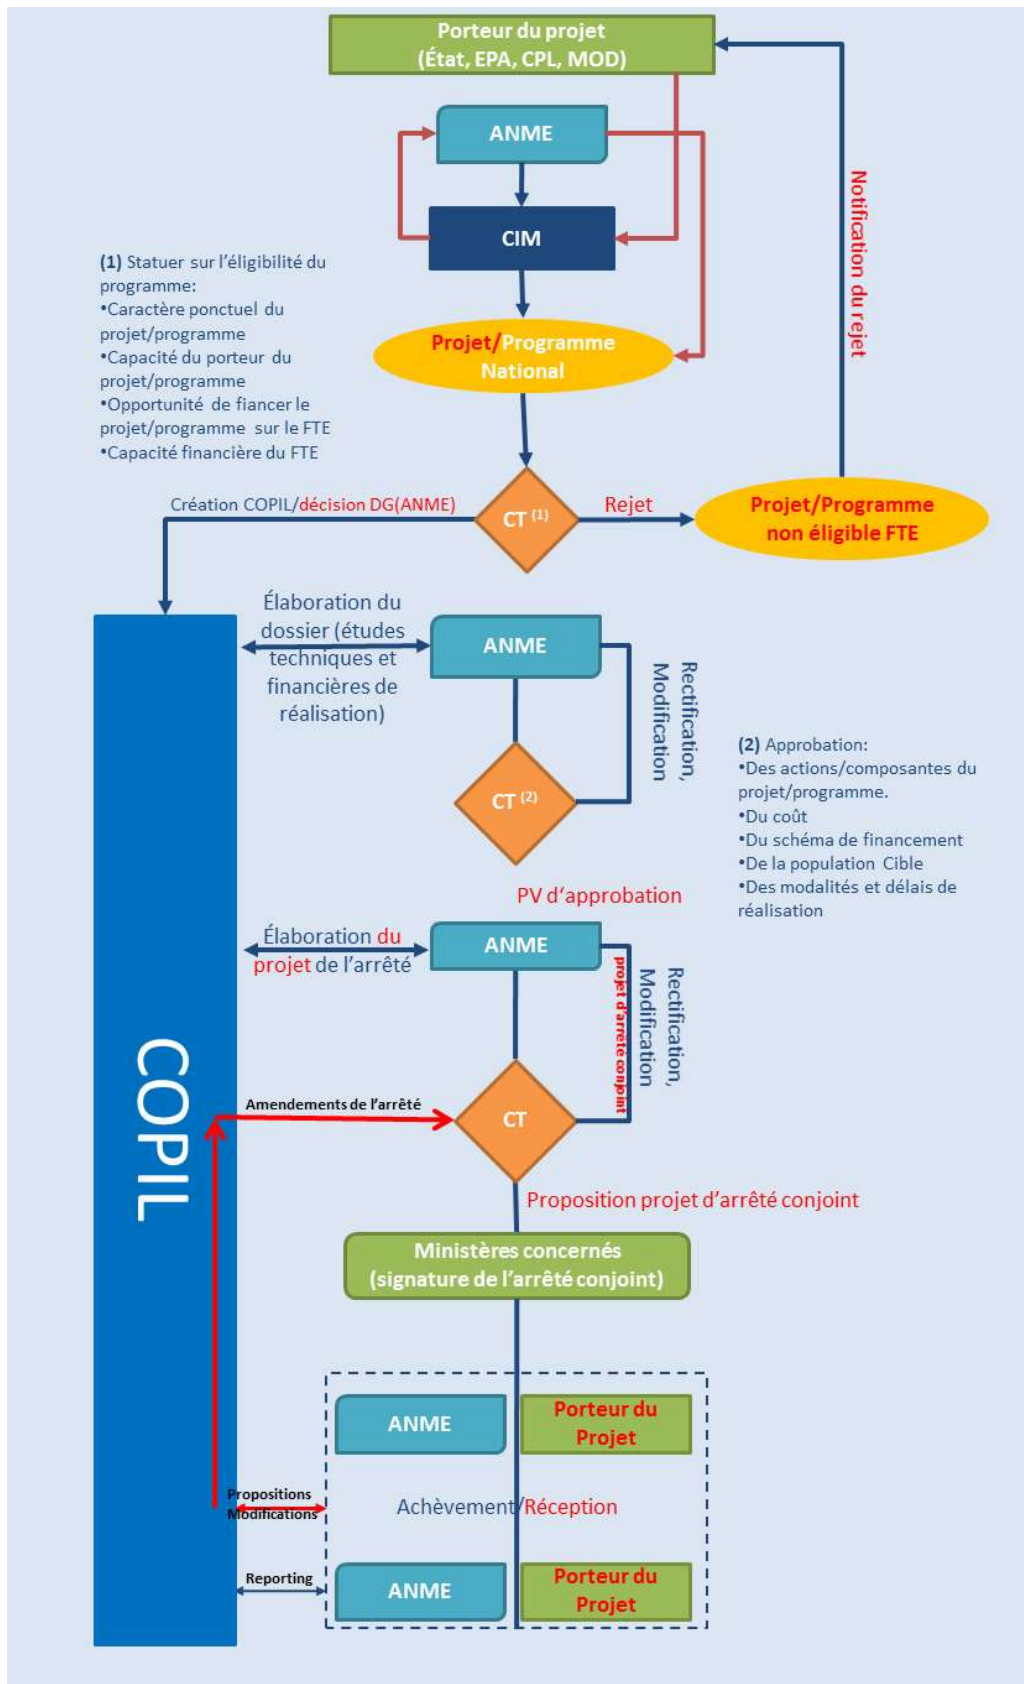 Porteur du projet
(État, EPA, CPL, MOD)
ANME
CIM
Notification du rejet
(1) Statuer sur l'éligibilité du
programme:
•Caractère ponctuel du
projet/programme
•Capacité du porteur du
projet/programme
•Opportunité de fiancer le
projet/programme sur le FTE
•Capacité financière du FTE
Projet/Programme
National
Création COPIL/décision DG(ANME)
CT (1)
Rejet
Projet/Programme
non éligible FTE
Élaboration du
dossier (études
techniques et
financières de
réalisation)
ANME
Rectification,
Modification
CT (2)
(2) Approbation:
•Des actions/composantes du
projet/programme.
•Du coût
•Du schéma de financement
•De la population Cible
•Des modalités et délais de
réalisation
PV d'approbation
Élaboration du
projet de l'arrêté
ANME
projet d'arrêté conjoint
Rectification,
Modification
COPIL
Amendements de l'arrêté
CT
Proposition projet d'arrêté conjoint
Ministères concernés
(signature de l'arrêté conjoint)
ANME
Porteur du
Projet
Propositions
Modifications
Achèvement/Réception
Reporting
ANME
Porteur du
Projet